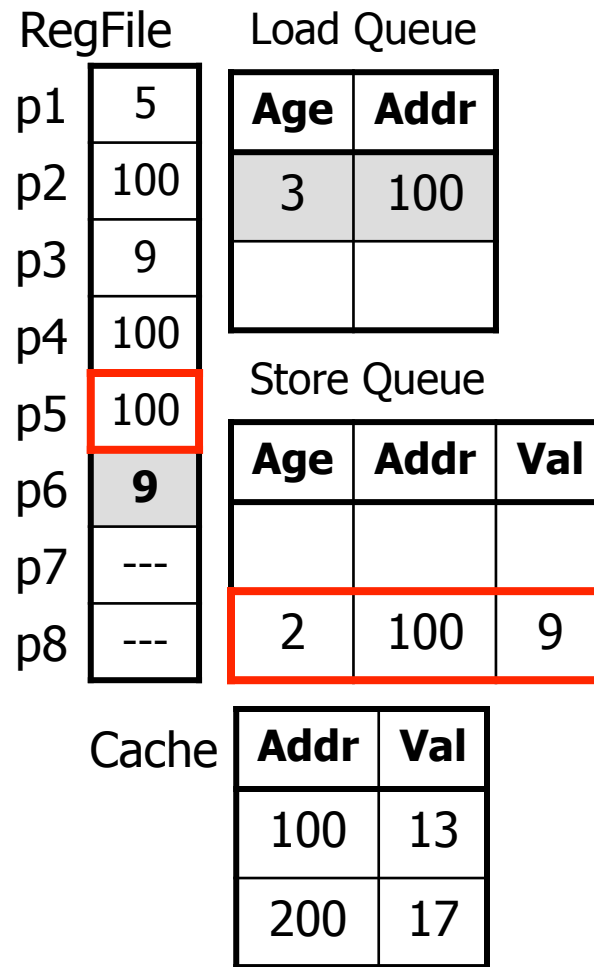 RegFile
p1 5
p2 100
p3 9
p4 100
p5 100
p6 9
p7 ---
p8 ---
Load Queue
Age Addr
3 100
Store Queue
Age Addr Val
2 100 9
Cache
Addr Val
100 13
200 17